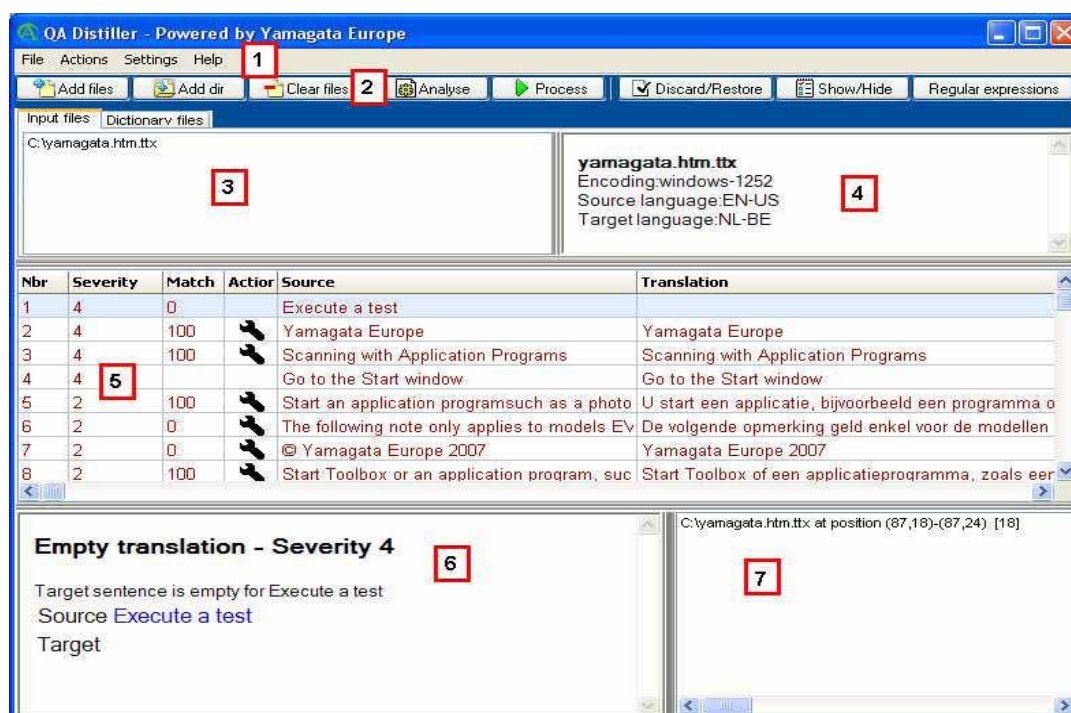 QA Distiller - Powered by Yamagata Europe
File Actions Settings Help 1
Add files Add dir Clear files 2 Analyse Process Discard/Restore Show/Hide Regular expressions
Input files Dictionary files
C:\yamagata.htm.ttx
3
yamagata.htm.ttx
Encoding:windows-1252
Source language:EN-US
Target language:NL-BE
4
Nbr Severity Match Action Source Translation
1 4 0 Execute a test
2 4 100 Yamagata Europe Yamagata Europe
3 4 100 Scanning with Application Programs Scanning with Application Programs
4 4 Go to the Start window Go to the Start window
5
5 2 100 Start an application programsuch as a photo U start een applicatie, bijvoorbeeld een programma o
6 2 0 The following note only applies to models EV De volgende opmerking geld enkel voor de modellen
7 2 0 © Yamagata Europe 2007 Yamagata Europe 2007
8 2 100 Start Toolbox or an application program, suc Start Toolbox of een applicatieprogramma, zoals eer
Empty translation - Severity 4
6
Target sentence is empty for Execute a test
Source Execute a test
Target
C:\yamagata.htm.ttx at position (87,18)-(87,24) [18]
7